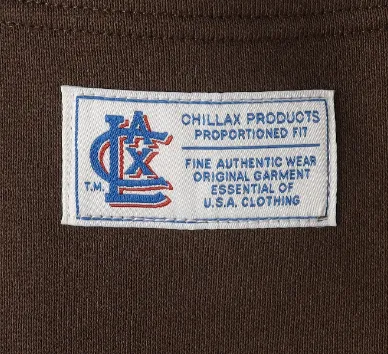 CHILLAX PRODUCTS
PROPORTIONED FIT
FINE AUTHENTIC WEAR
ORIGINAL GARMENT
ESSENTIAL OF
U.S.A. CLOTHING
T.M.